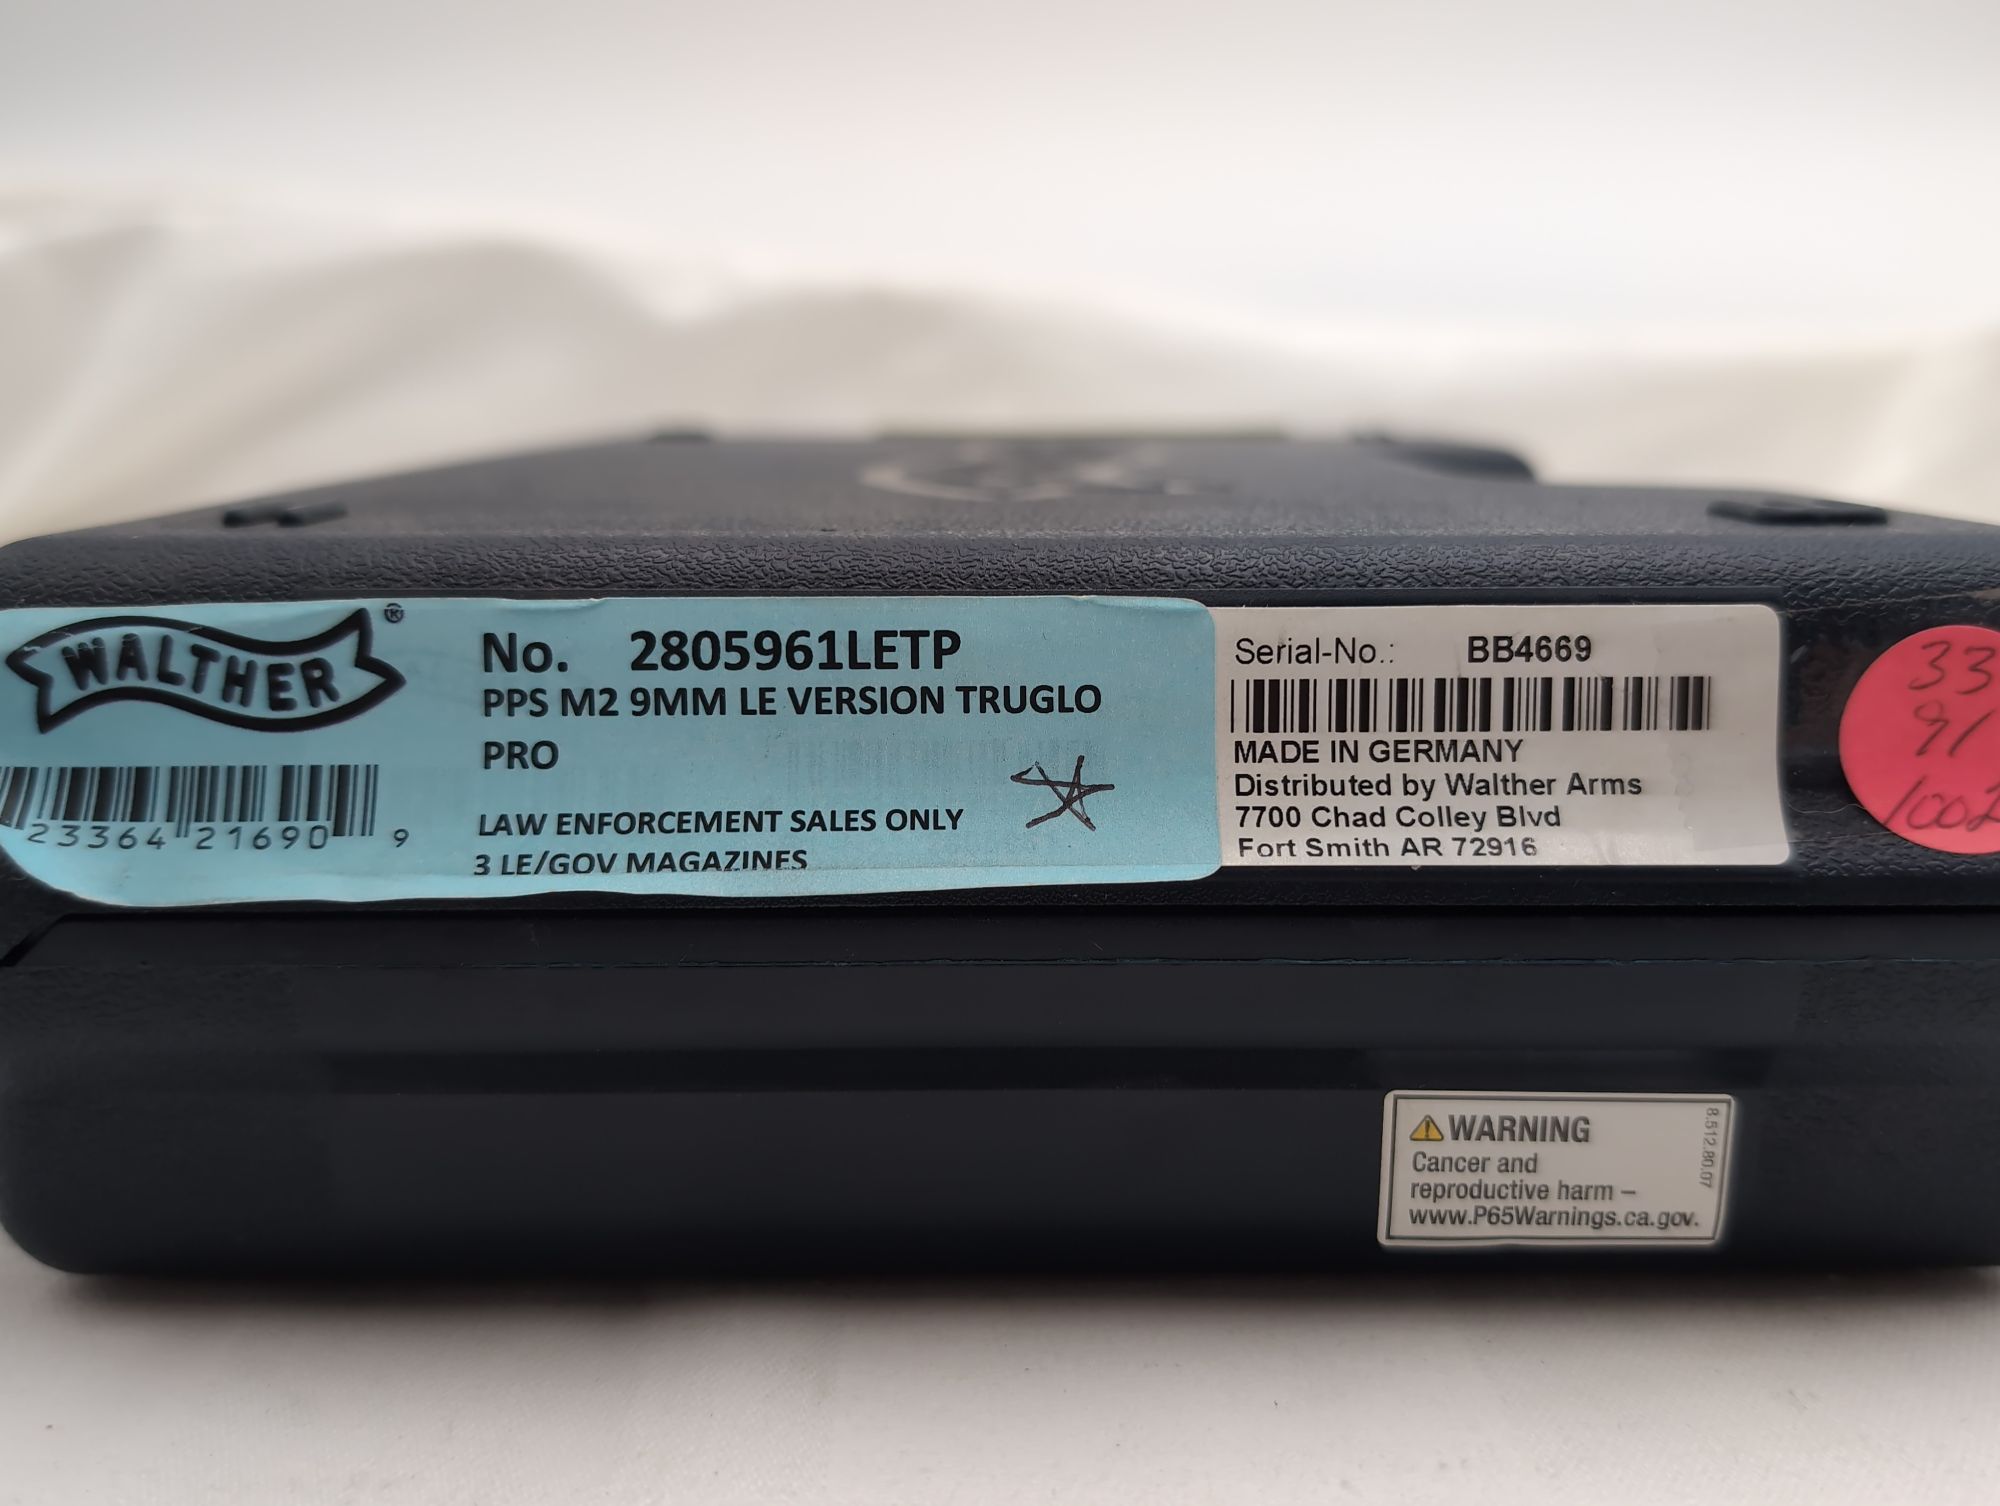 WALTHER ®
No. 2805961LETP
PPS M2 9MM LE VERSION TRUGLO
PRO
LAW ENFORCEMENT SALES ONLY
3 LE/GOV MAGAZINES
23364 21690 9
Serial-No.: BB4669
MADE IN GERMANY
Distributed by Walther Arms
7700 Chad Colley Blvd
Fort Smith AR 72916
33
91
1002
WARNING
Cancer and
reproductive harm –
www.P65Warnings.ca.gov.
8.512.80.07